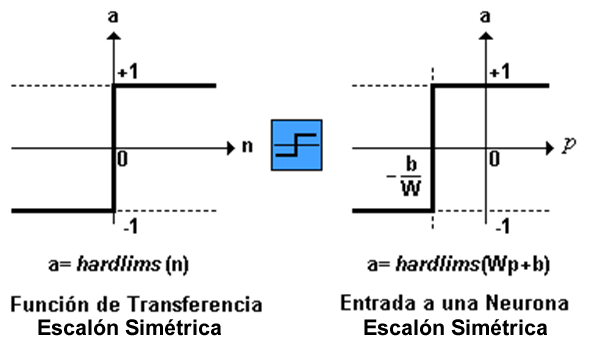 a
+1
n
0
-1
a= hardlims (n)
Función de Transferencia
Escalón Simétrica
a
+1
p
0
- b
W
-1
a= hardlims(Wp+b)
Entrada a una Neurona
Escalón Simétrica